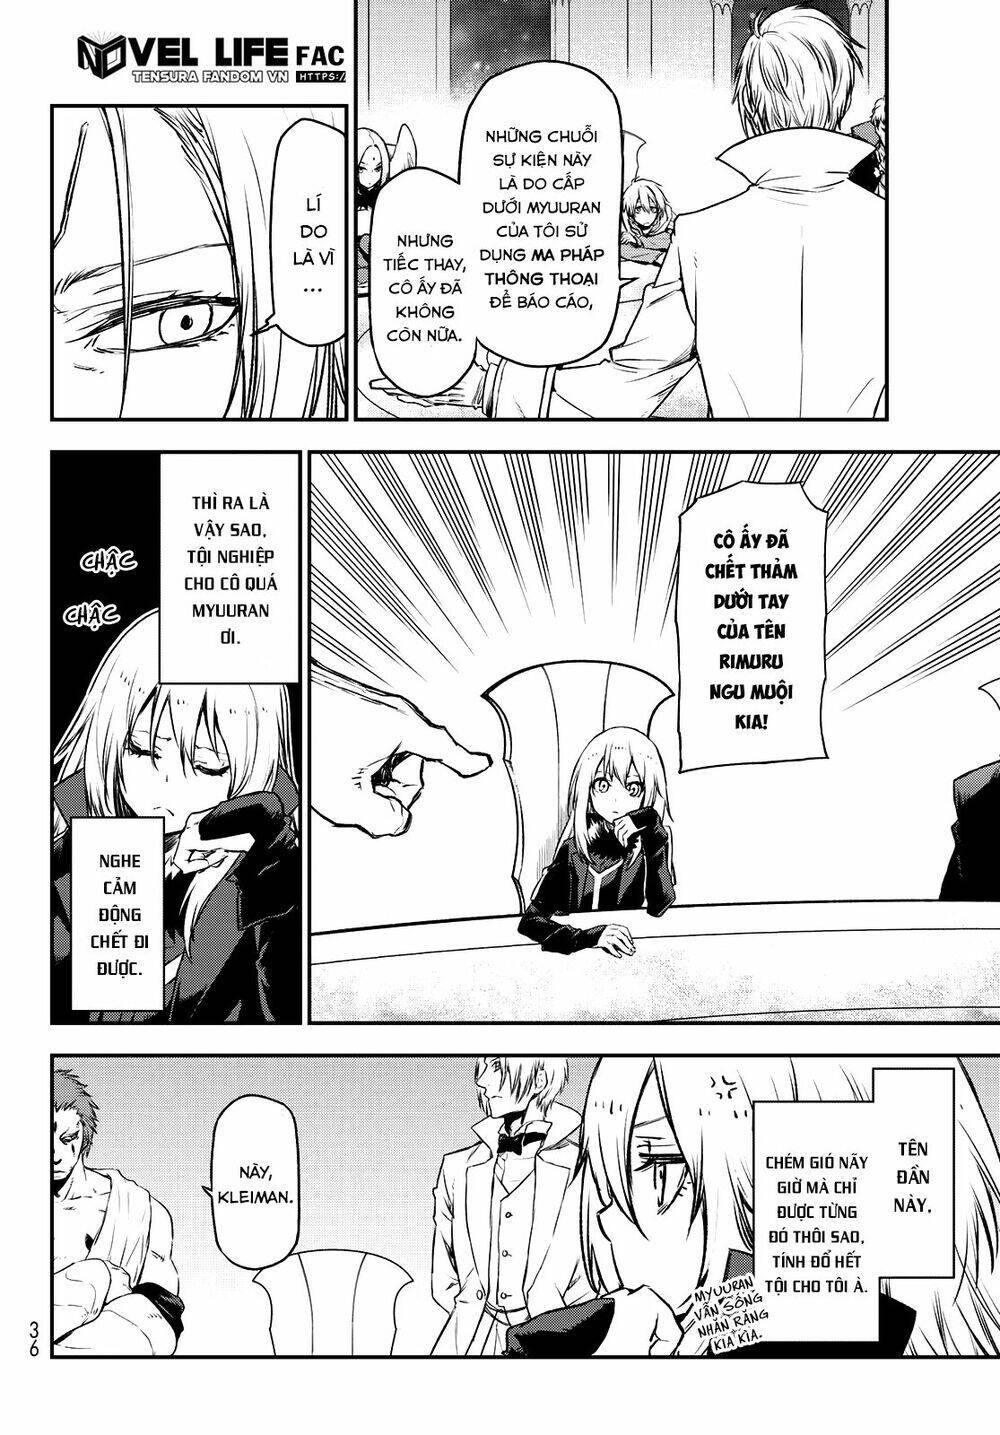 NOVEL LIFE FAC
TENSURA FANDOM VN HTTPS:/
NHỮNG CHUỖI
SỰ KIỆN NÀY
LÀ DO CẤP
DƯỚI MYUURAN
CỦA TÔI SỬ
DỤNG MA PHÁP
THÔNG THOẠI
ĐỂ BÁO CÁO,
NHƯNG
TIẾC THAY,
CÔ ẤY ĐÃ
KHÔNG
CÒN NỮA.
LÍ
DO
LÀ VÌ
...
CÔ ẤY ĐÃ
CHẾT THẢM
DƯỚI TAY
CỦA TÊN
RIMURU
NGU MUỘI
KIA!
THÌ RA LÀ
VẬY SAO,
TỘI NGHIỆP
CHO CÔ QUÁ
MYUURAN
ƠI.
CHẬC
CHẬC
NGHE
CẢM
ĐỘNG
CHẾT ĐI
ĐƯỢC.
TÊN
ĐẦN
NÀY,
CHÉM GIÓ NÃY
GIỜ MÀ CHỈ
ĐƯỢC TỪNG
ĐÓ THÔI SAO,
TÍNH ĐỔ HẾT
TỘI CHO TÔI À.
MYUURAN
VẪN SỐNG
NHĂN RĂNG
KIA KÌA.
NÀY,
KLEIMAN.
36